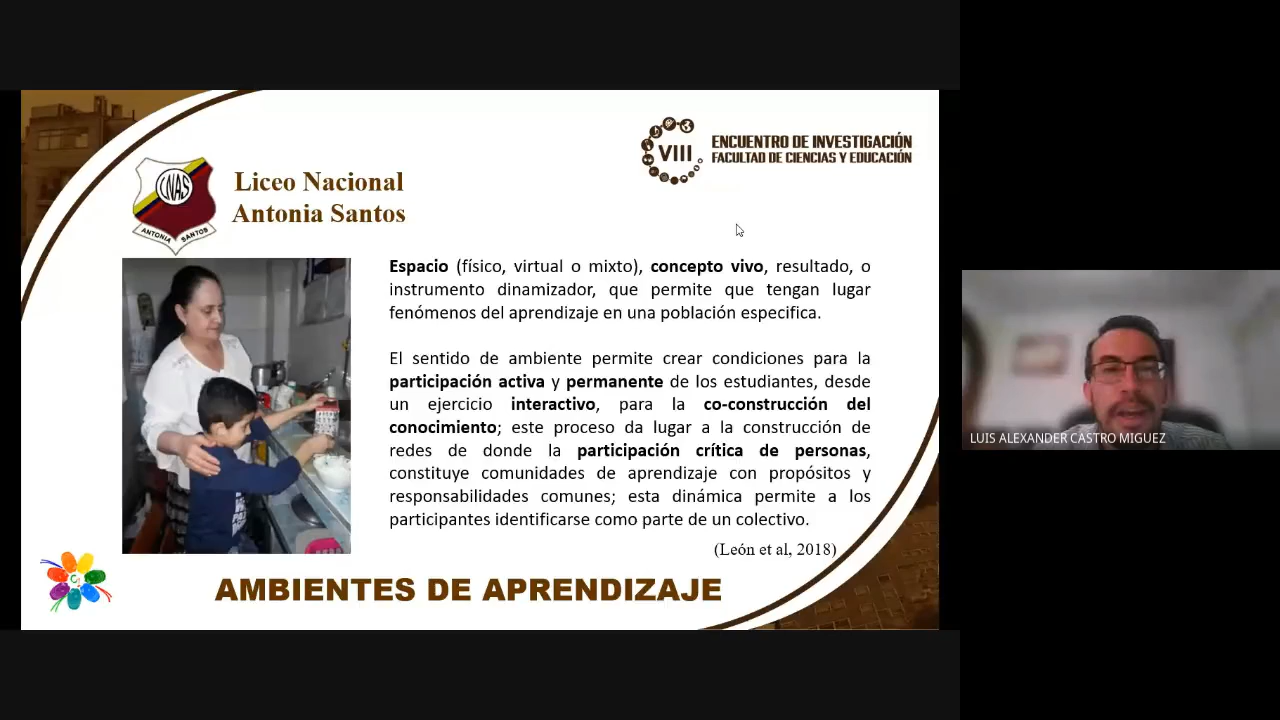 VIII
ENCUENTRO DE INVESTIGACIÓN
FACULTAD DE CIENCIAS Y EDUCACIÓN
LNAS
ANTONIA SANTOS
Liceo Nacional
Antonia Santos
Espacio (físico, virtual o mixto), concepto vivo, resultado, o
instrumento dinamizador, que permite que tengan lugar
fenómenos del aprendizaje en una población especifica.
El sentido de ambiente permite crear condiciones para la
participación activa y permanente de los estudiantes, desde
un ejercicio interactivo, para la co-construcción del
conocimiento; este proceso da lugar a la construcción de
redes de donde la participación crítica de personas,
constituye comunidades de aprendizaje con propósitos y
responsabilidades comunes; esta dinámica permite a los
participantes identificarse como parte de un colectivo.
(León et al, 2018)
AMBIENTES DE APRENDIZAJE
LUIS ALEXANDER CASTRO MIGUEZ